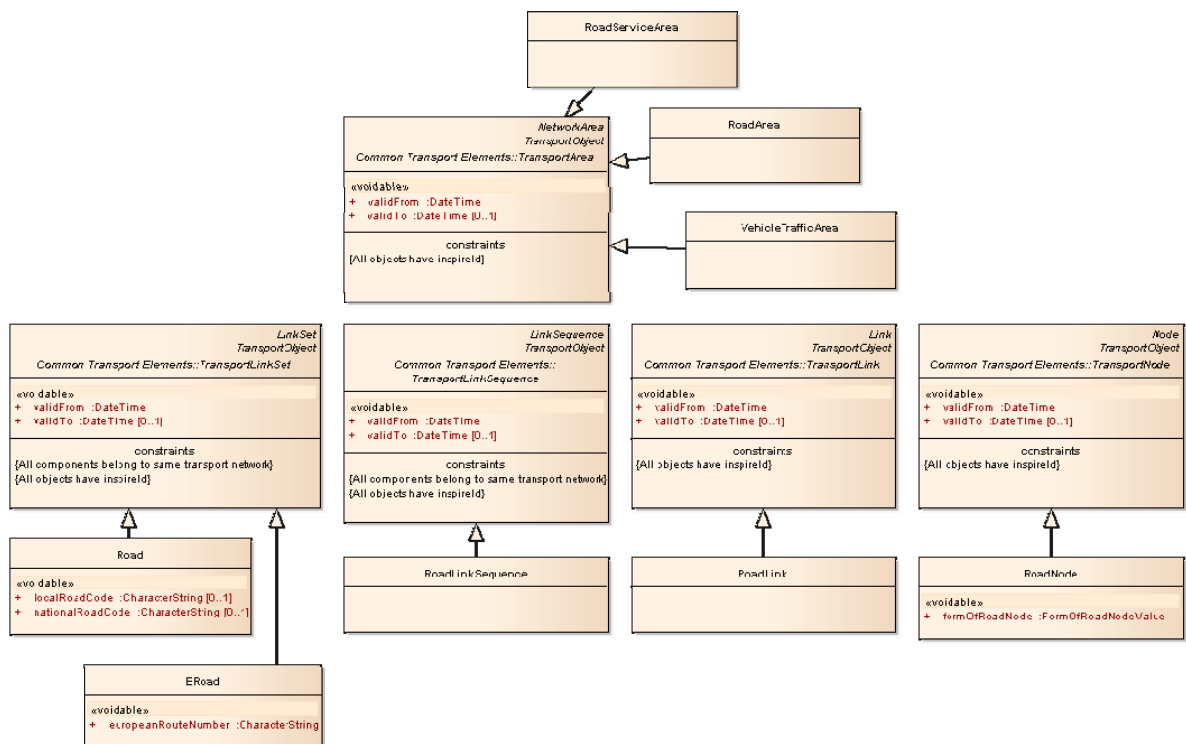 RoadServiceArea
NetworkArea
TransportObject
Common Transport Elements::TransportArea
«voidable»
+ validFrom :DateTime
+ validTo :DateTime [0..1]
constraints
{All objects have inspireId}
RoadArea
VehicleTrafficArea
LinkSet
TransportObject
Common Transport Elements::TransportLinkSet
«voidable»
+ validFrom :DateTime
+ validTo :DateTime [0..1]
constraints
{All components belong to same transport network}
{All objects have inspireId}
LinkSequence
TransportObject
Common Transport Elements::
TransportLinkSequence
«voidable»
+ validFrom :DateTime
+ validTo :DateTime [0..1]
constraints
{All components belong to same transport network}
{All objects have inspireId}
Link
TransportObject
Common Transport Elements::TransportLink
«voidable»
+ validFrom :DateTime
+ validTo :DateTime [0..1]
constraints
{All objects have inspireId}
Node
TransportObject
Common Transport Elements::TransportNode
«voidable»
+ validFrom :DateTime
+ validTo :DateTime [0..1]
constraints
{All objects have inspireId}
Road
«voidable»
+ localRoadCode :CharacterString [0..1]
+ nationalRoadCode :CharacterString [0..1]
RoadLinkSequence
RoadLink
RoadNode
«voidable»
+ formOfRoadNode :FormOfRoadNodeValue
ERoad
«voidable»
+ europeanRouteNumber :CharacterString